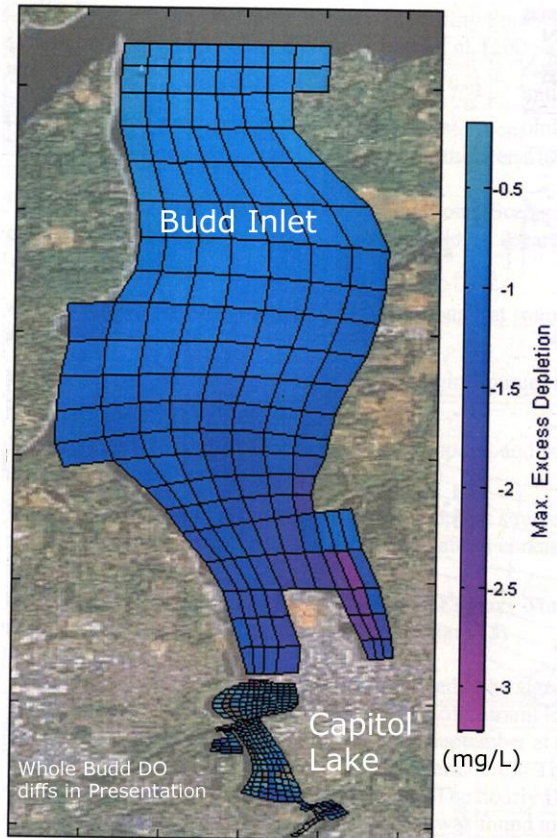 Budd Inlet
-0.5
-1
-1.5
-2
-2.5
-3
Max. Excess Depletion
(mg/L)
Capitol
Lake
Whole Budd DO
diffs in Presentation